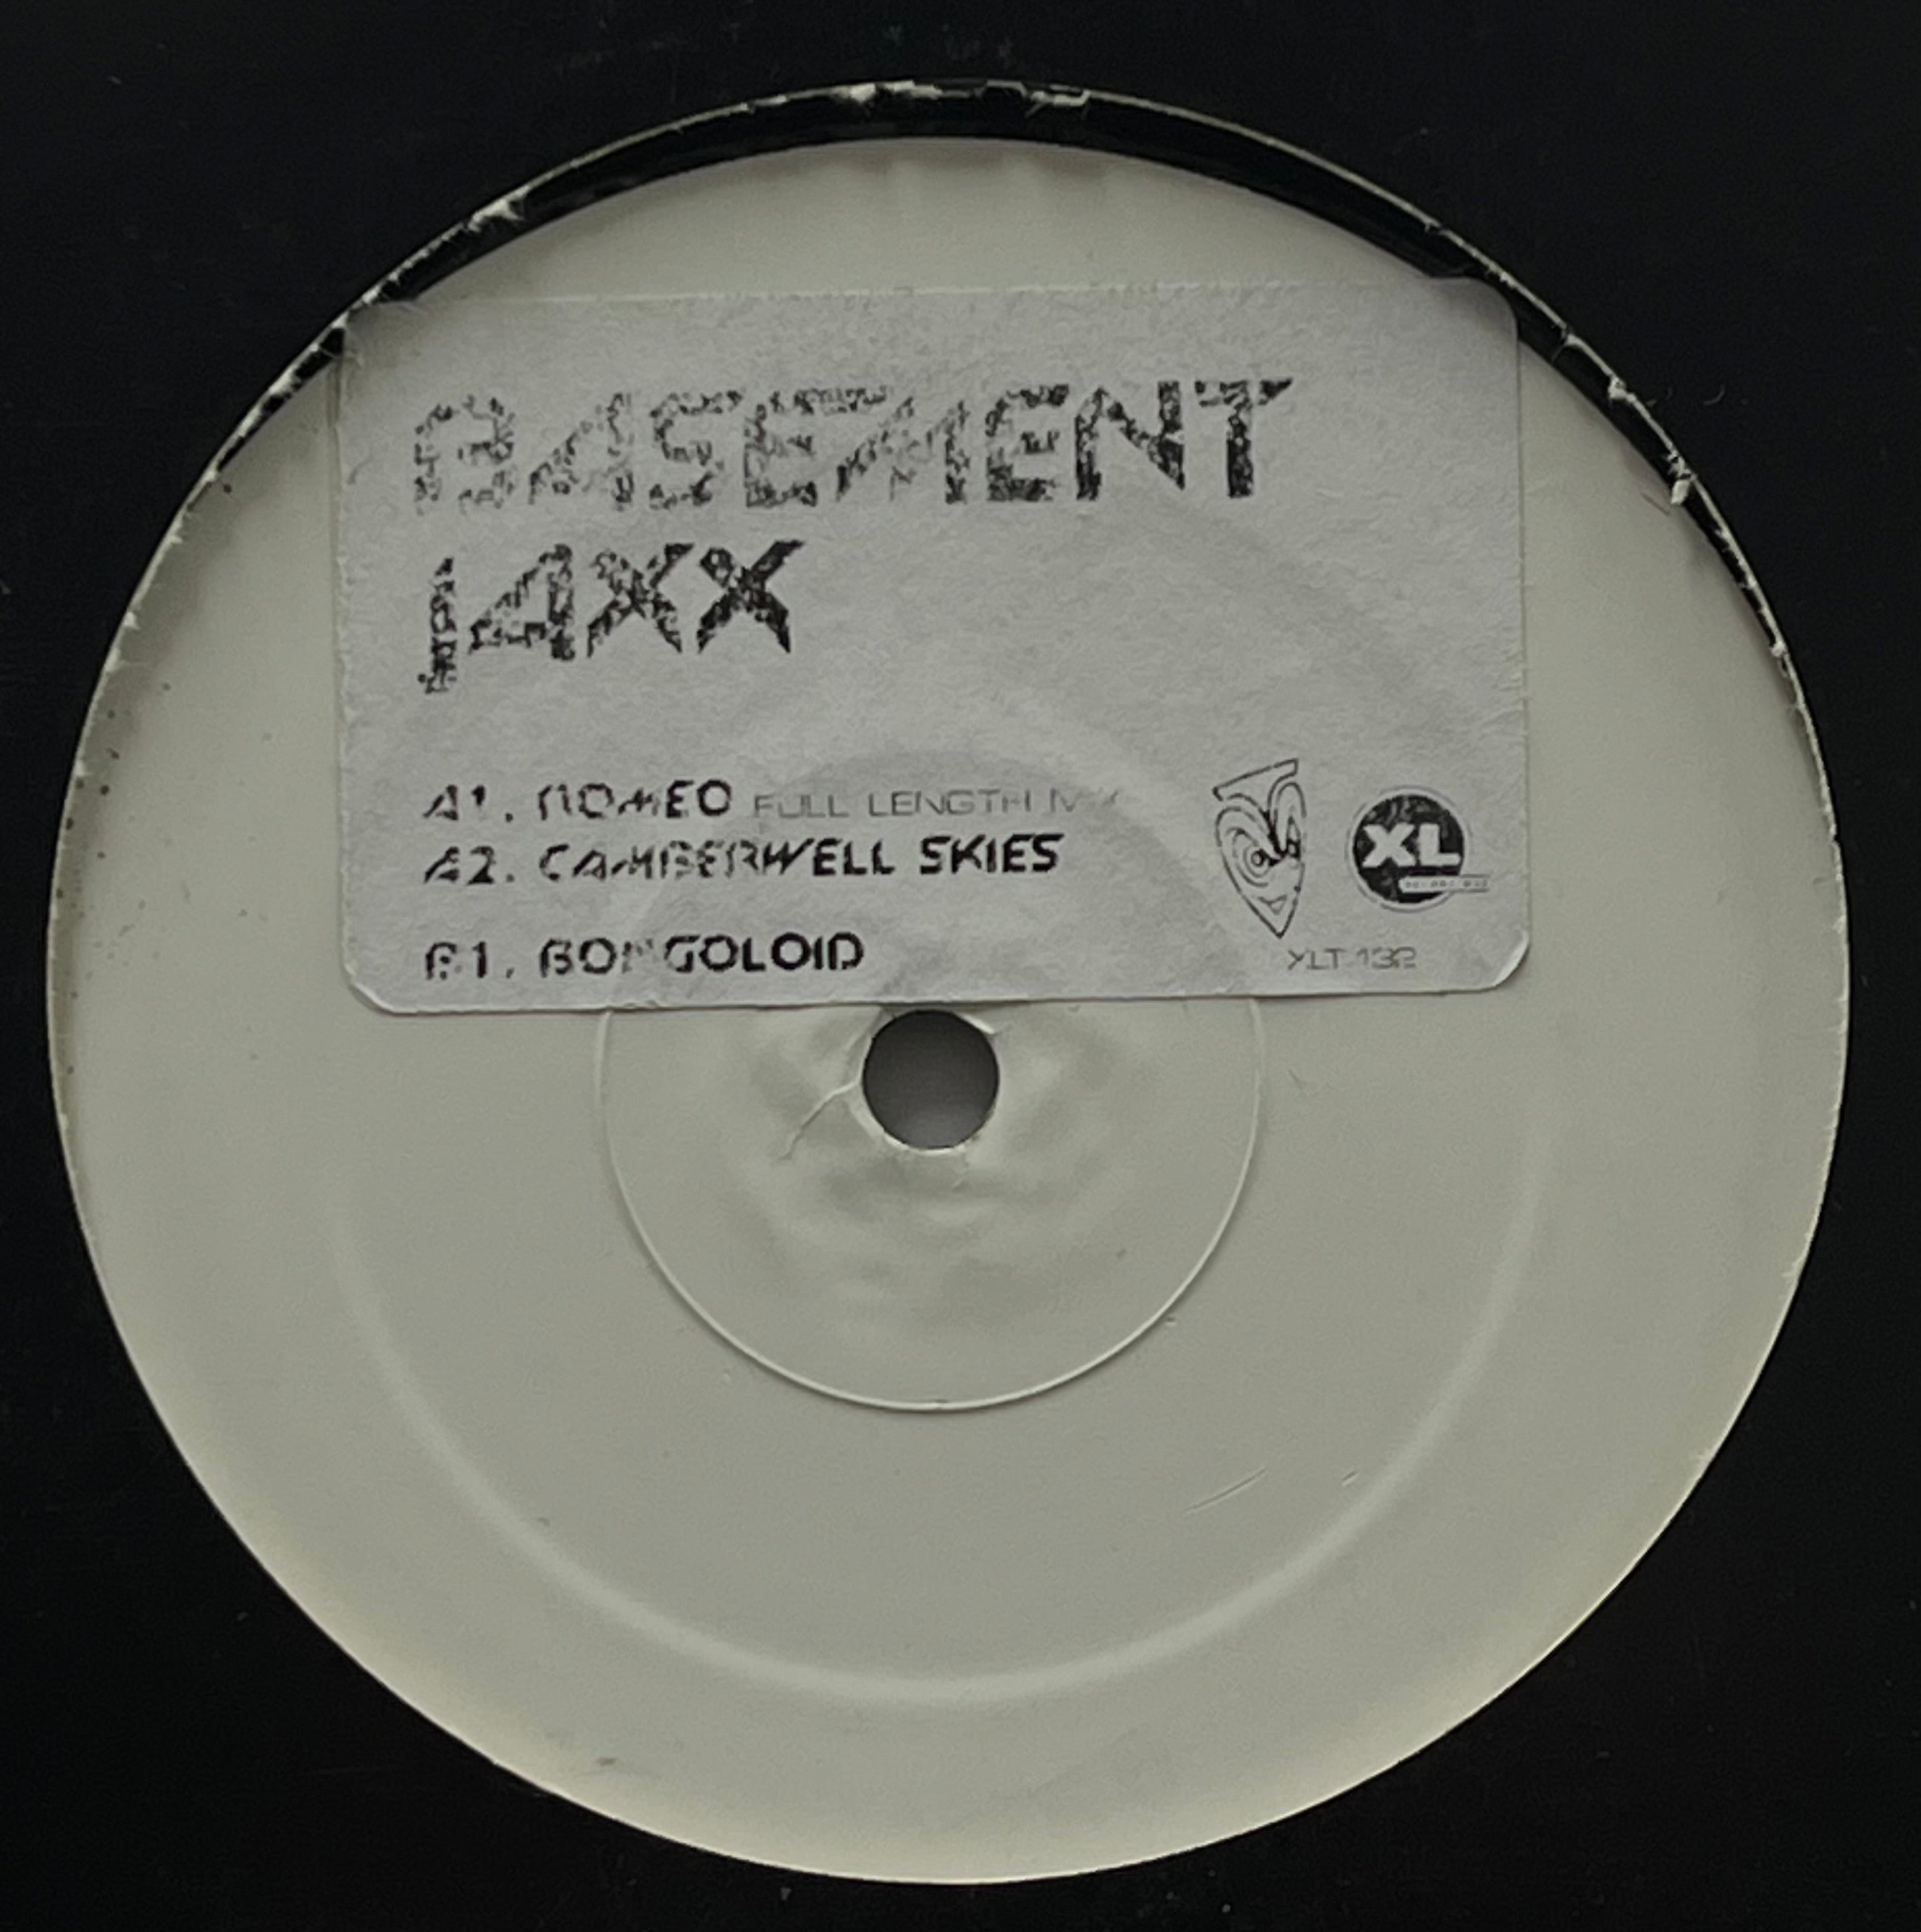 BASEMENT
JAXX
A1. ROMEO FULL LENGTH MIX
A2. CAMBERWELL SKIES
B1. BONGOLOID
XL
XLT 132